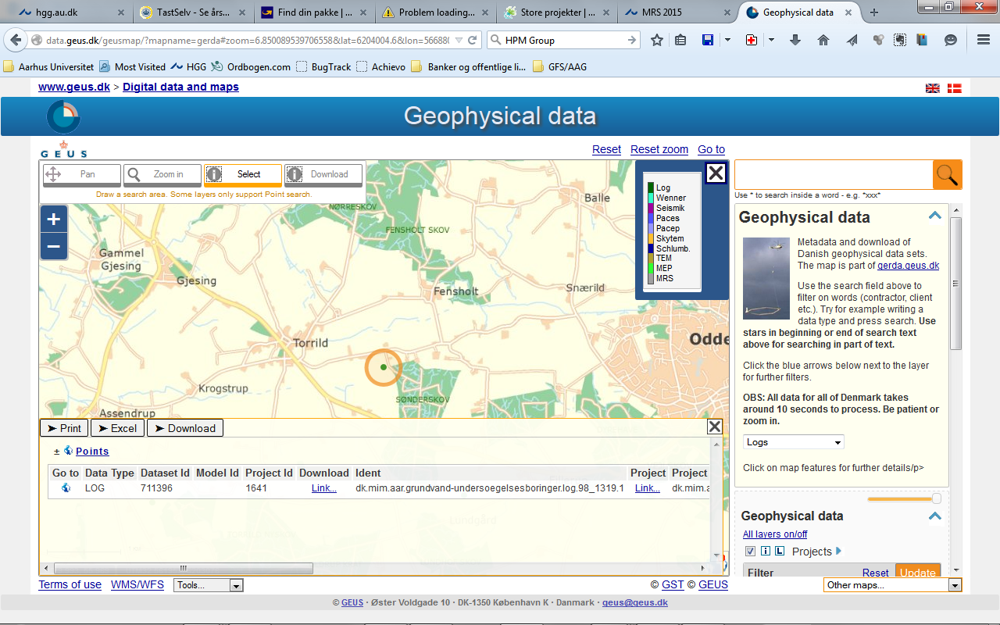 hgg.au.dk
TastSelv - Se års...
Find din pakke | ...
Problem loading...
Store projekter | ...
MRS 2015
Geophysical data
data.geus.dk/geusmap/?mapname=gerda#zoom=6.850089539706558&lat=6204004.6&lon=56688
HPM Group
Aarhus Universitet
Most Visited
HGG
Ordbogen.com
BugTrack
Achievo
Banker og offentlige li...
GFS/AAG
www.geus.dk > Digital data and maps
Geophysical data
G E U S
Reset Reset zoom Go to
Pan
Zoom in
Select
Download
Draw a search area. Some layers only support Point search.
+
−
Log
Wenner
Seismik
Paces
Pacep
Skytem
Schlumb.
TEM
MEP
MRS
NØRRESKOV
FENSHOLT SKOV
Balle
Gammel
Gjesing
Gjesing
Fensholt
Snærild
Torrild
Odde
Krogstrup
SØNDERSKOV
Assendrup
Use * to search inside a word - e.g. *xxx*
Geophysical data
Metadata and download of
Danish geophysical data sets.
The map is part of gerda.geus.dk
Use the search field above to
filter on words (contractor, client
etc.). Try for example writing a
data type and press search. Use
stars in beginning or end of search text
above for searching in part of text.
Click the blue arrows below next to the layer
for further filters.
OBS: All data for all of Denmark takes
around 10 seconds to process. Be patient or
zoom in.
Logs
Click on map features for further details/p>
Geophysical data
All layers on/off
i L Projects
Filter Reset Update
➤ Print
➤ Excel
➤ Download
± Points
Go to Data Type Dataset Id Model Id Project Id Download Ident Project Project
LOG 711396 1641 Link... dk.mim.aar.grundvand-undersoegelsesboringer.log.98_1319.1 Link... dk.mim.a
Terms of use WMS/WFS Tools...
© GST © GEUS
Other maps...
© GEUS · Øster Voldgade 10 · DK-1350 København K · Danmark · geus@geus.dk